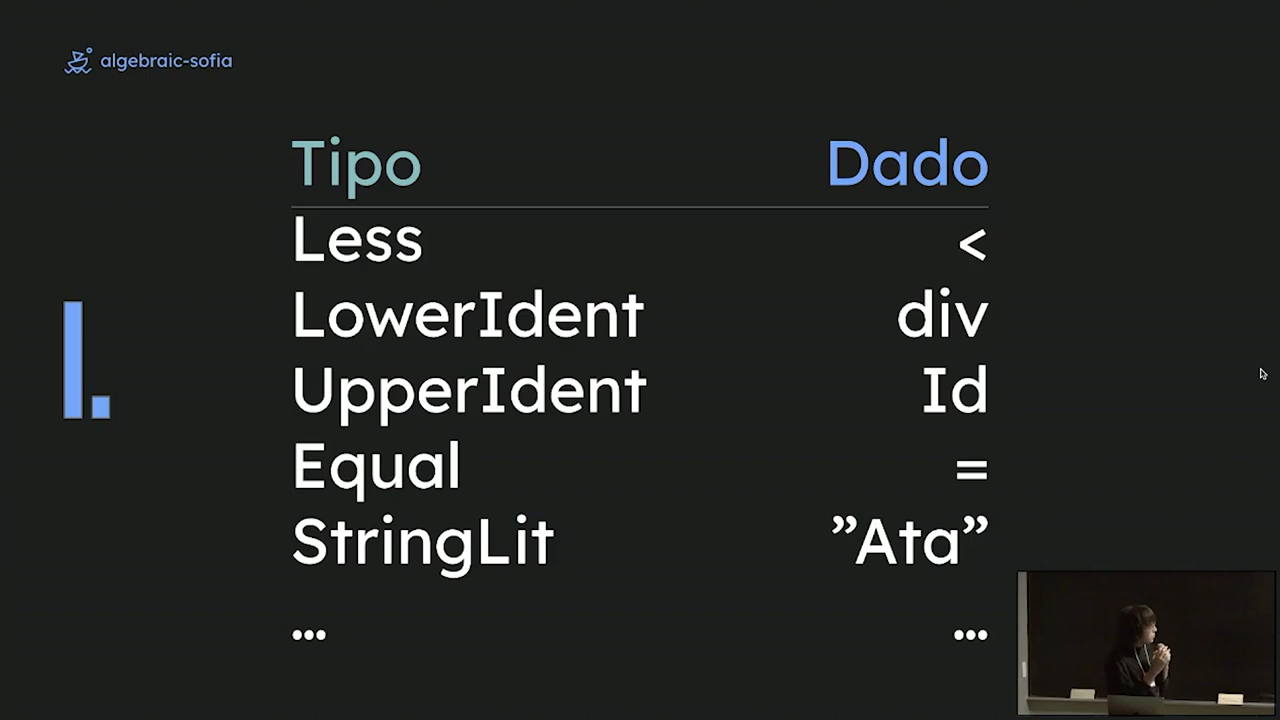 algebraic-sofia
Tipo Dado
Less <
LowerIdent div
I.
UpperIdent Id
Equal =
StringLit ”Ata”
... ...